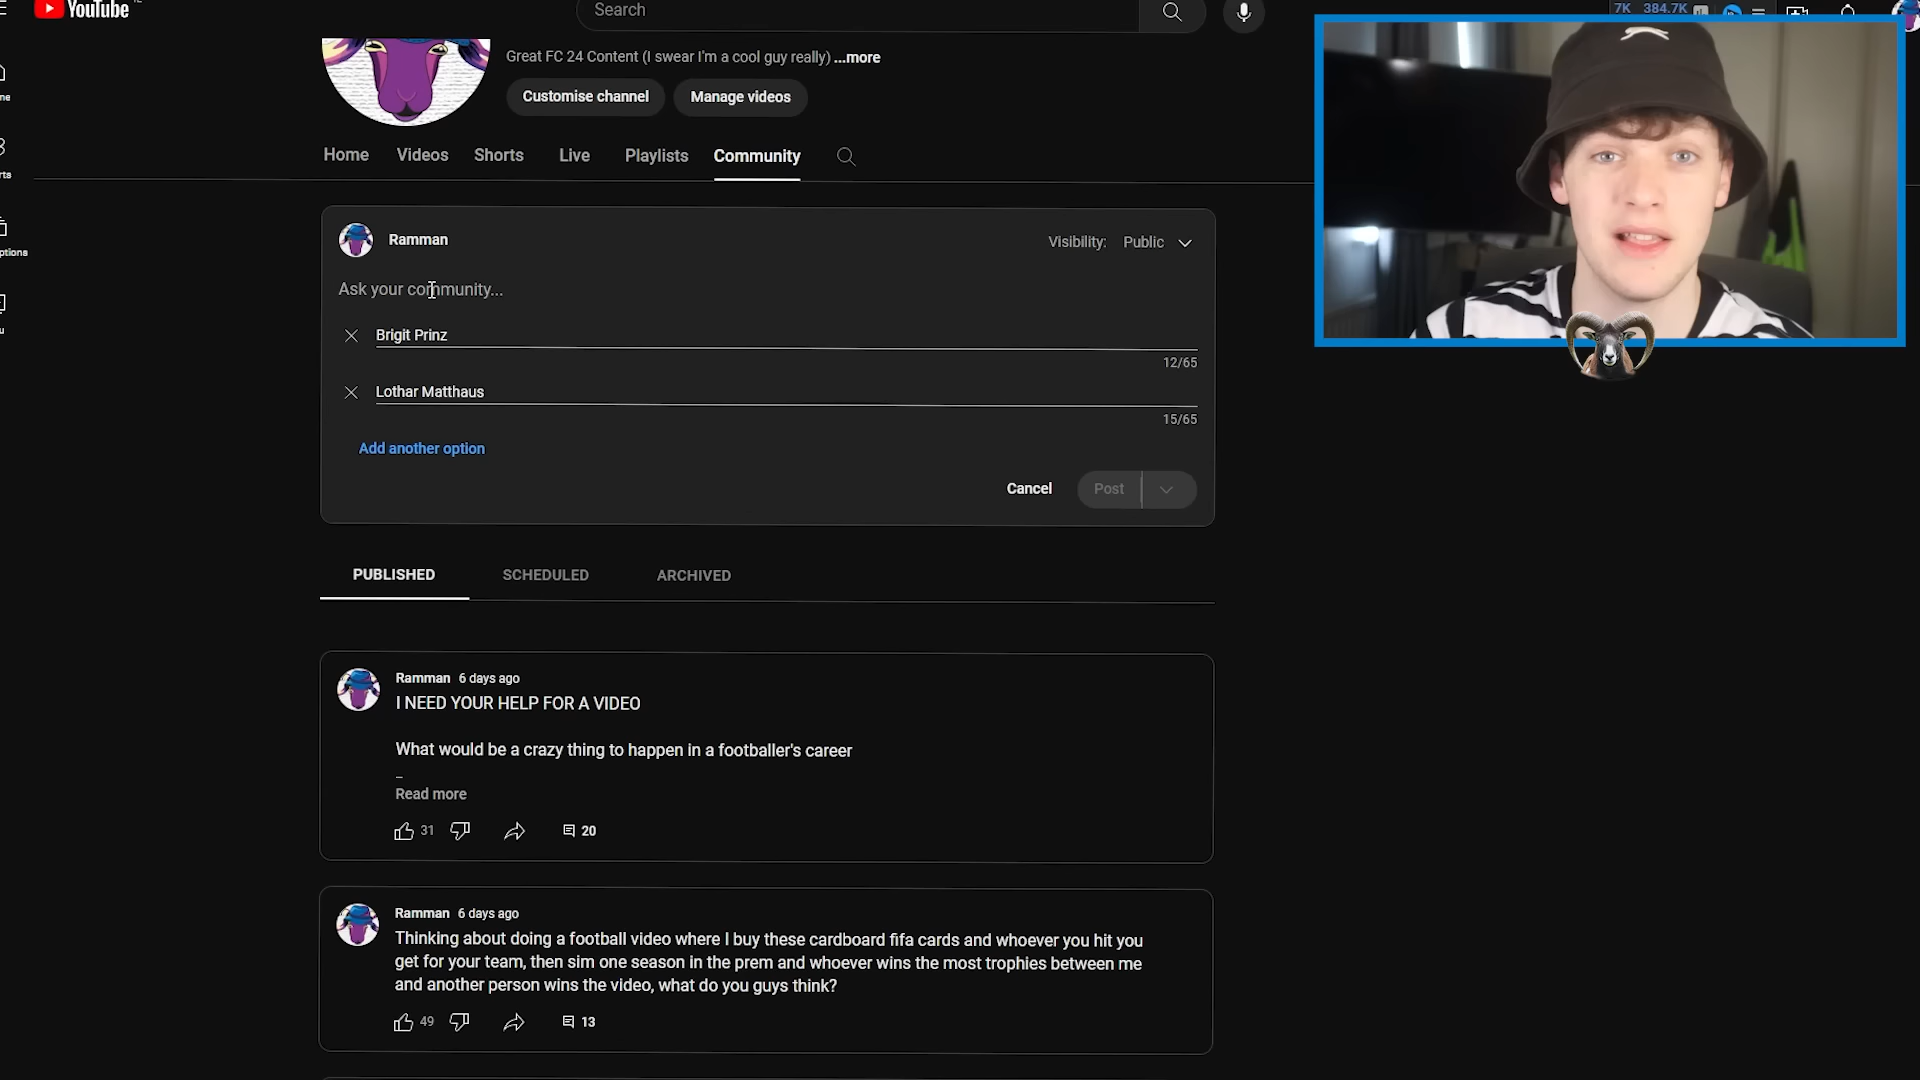 YouTube
Search
7K 384.7K
Great FC 24 Content (I swear I'm a cool guy really) ...more
Customise channel
Manage videos
Home
Videos
Shorts
Live
Playlists
Community
Ramman
Visibility: Public
Ask your community...
Brigit Prinz
12/65
Lothar Matthaus
15/65
Add another option
Cancel
Post
PUBLISHED
SCHEDULED
ARCHIVED
Ramman 6 days ago
I NEED YOUR HELP FOR A VIDEO
What would be a crazy thing to happen in a footballer's career
–
Read more
31
20
Ramman 6 days ago
Thinking about doing a football video where I buy these cardboard fifa cards and whoever you hit you
get for your team, then sim one season in the prem and whoever wins the most trophies between me
and another person wins the video, what do you guys think?
49
13